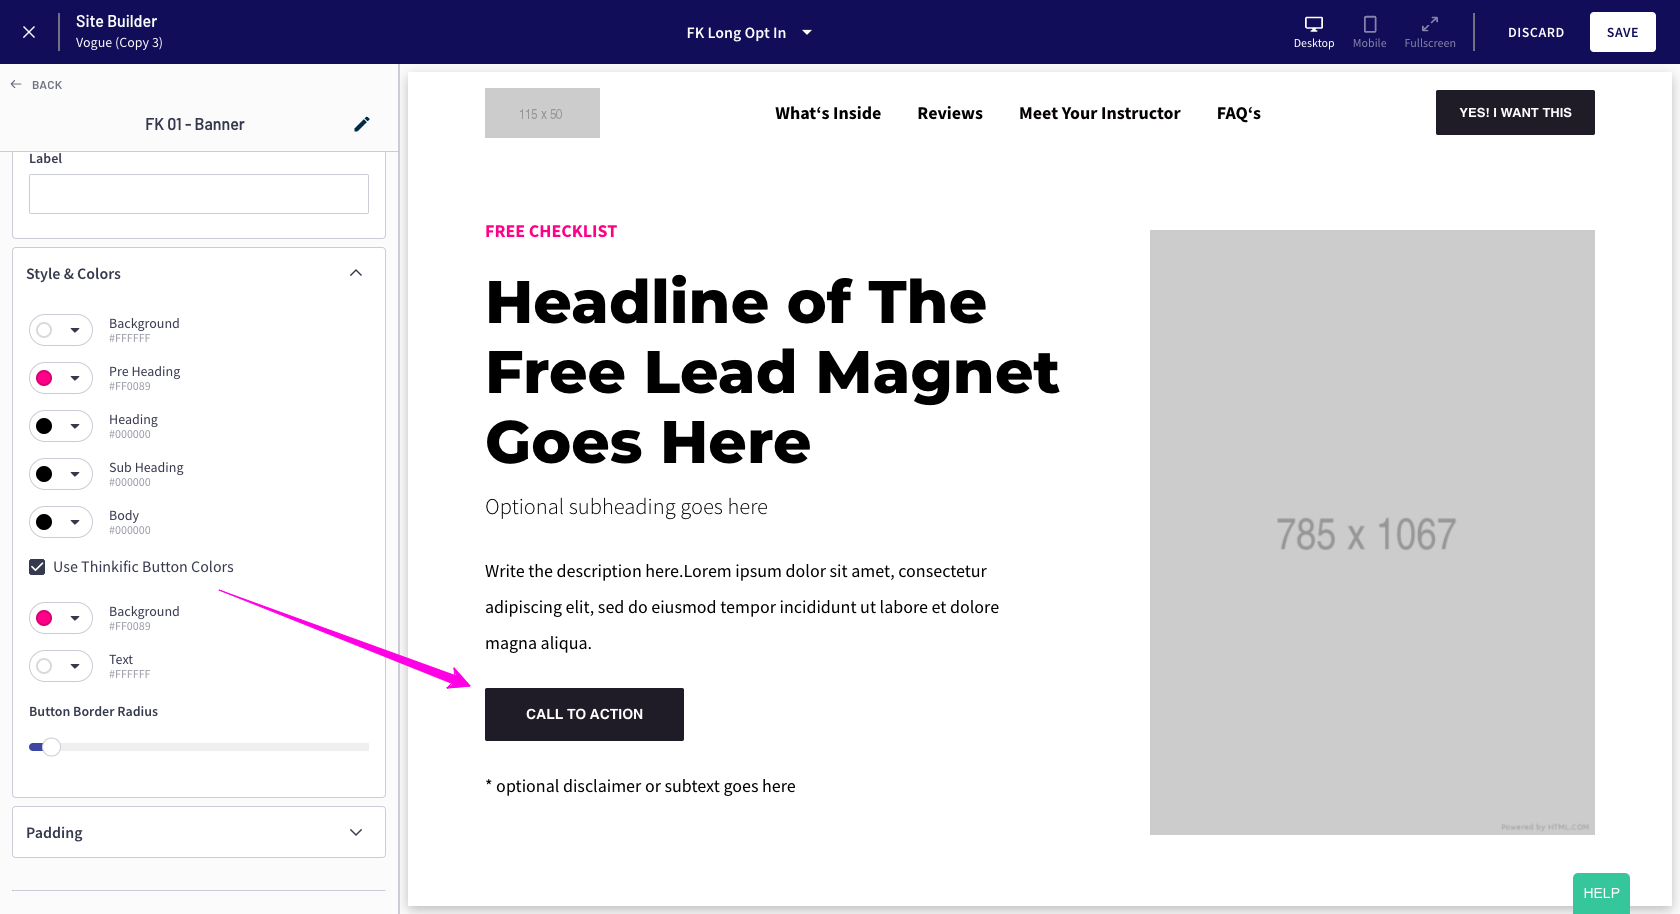 Site Builder
Vogue (Copy 3)
FK Long Opt In
Desktop
Mobile
Fullscreen
DISCARD
SAVE
BACK
FK 01 - Banner
Label
Style & Colors
Background
#FFFFFF
Pre Heading
#FF0089
Heading
#000000
Sub Heading
#000000
Body
#000000
Use Thinkific Button Colors
Background
#FF0089
Text
#FFFFFF
Button Border Radius
Padding
115 x 50
What‘s Inside
Reviews
Meet Your Instructor
FAQ‘s
YES! I WANT THIS
FREE CHECKLIST
Headline of The
Free Lead Magnet
Goes Here
Optional subheading goes here
Write the description here.Lorem ipsum dolor sit amet, consectetur
adipiscing elit, sed do eiusmod tempor incididunt ut labore et dolore
magna aliqua.
CALL TO ACTION
* optional disclaimer or subtext goes here
785 x 1067
Powered by HTML.COM
HELP